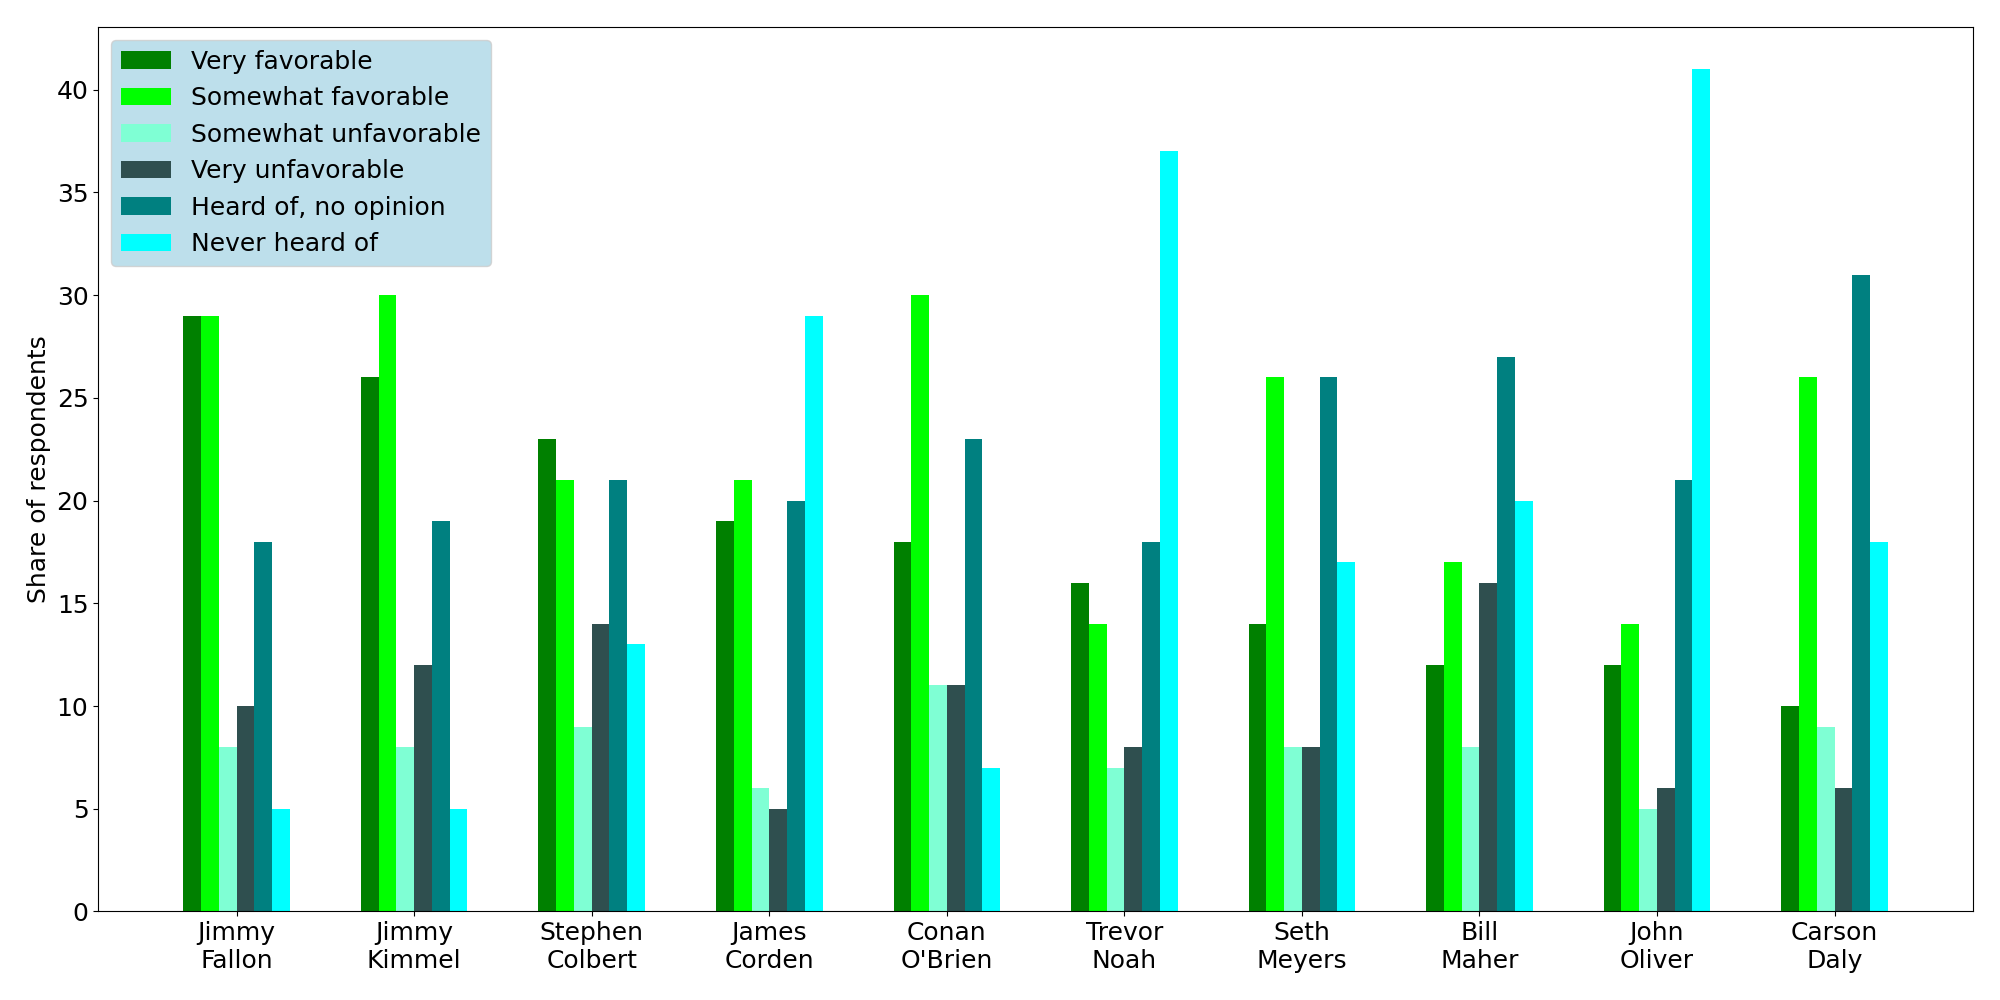 Very favorable
Somewhat favorable
Somewhat unfavorable
Very unfavorable
Heard of, no opinion
Never heard of
Share of respondents
40
35
30
25
20
15
10
5
0
Jimmy
Fallon
Jimmy
Kimmel
Stephen
Colbert
James
Corden
Conan
O'Brien
Trevor
Noah
Seth
Meyers
Bill
Maher
John
Oliver
Carson
Daly